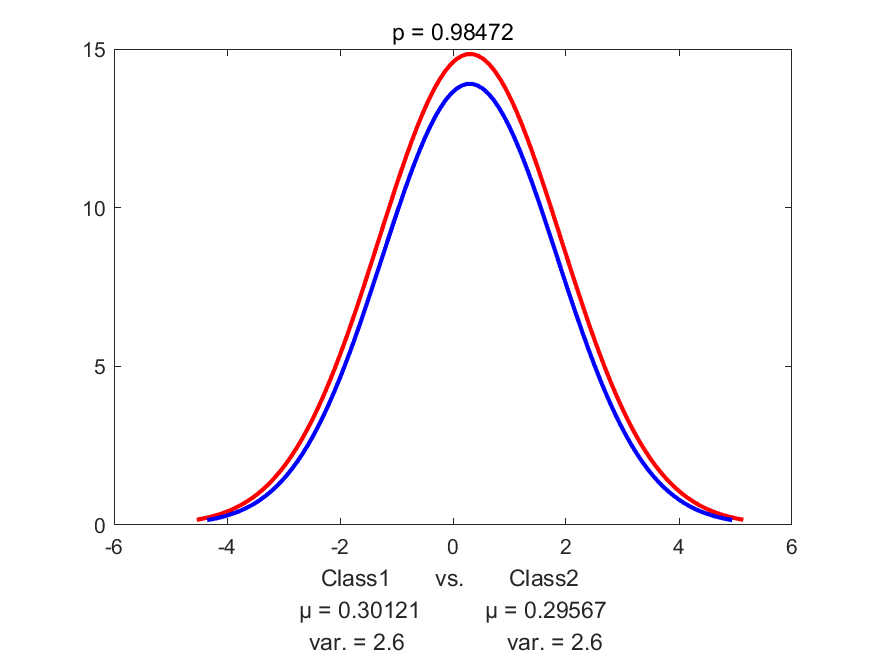 p = 0.98472
15
10
5
0
-6 -4 -2 0 2 4 6
Class1 vs. Class2
μ = 0.30121 μ = 0.29567
var. = 2.6 var. = 2.6